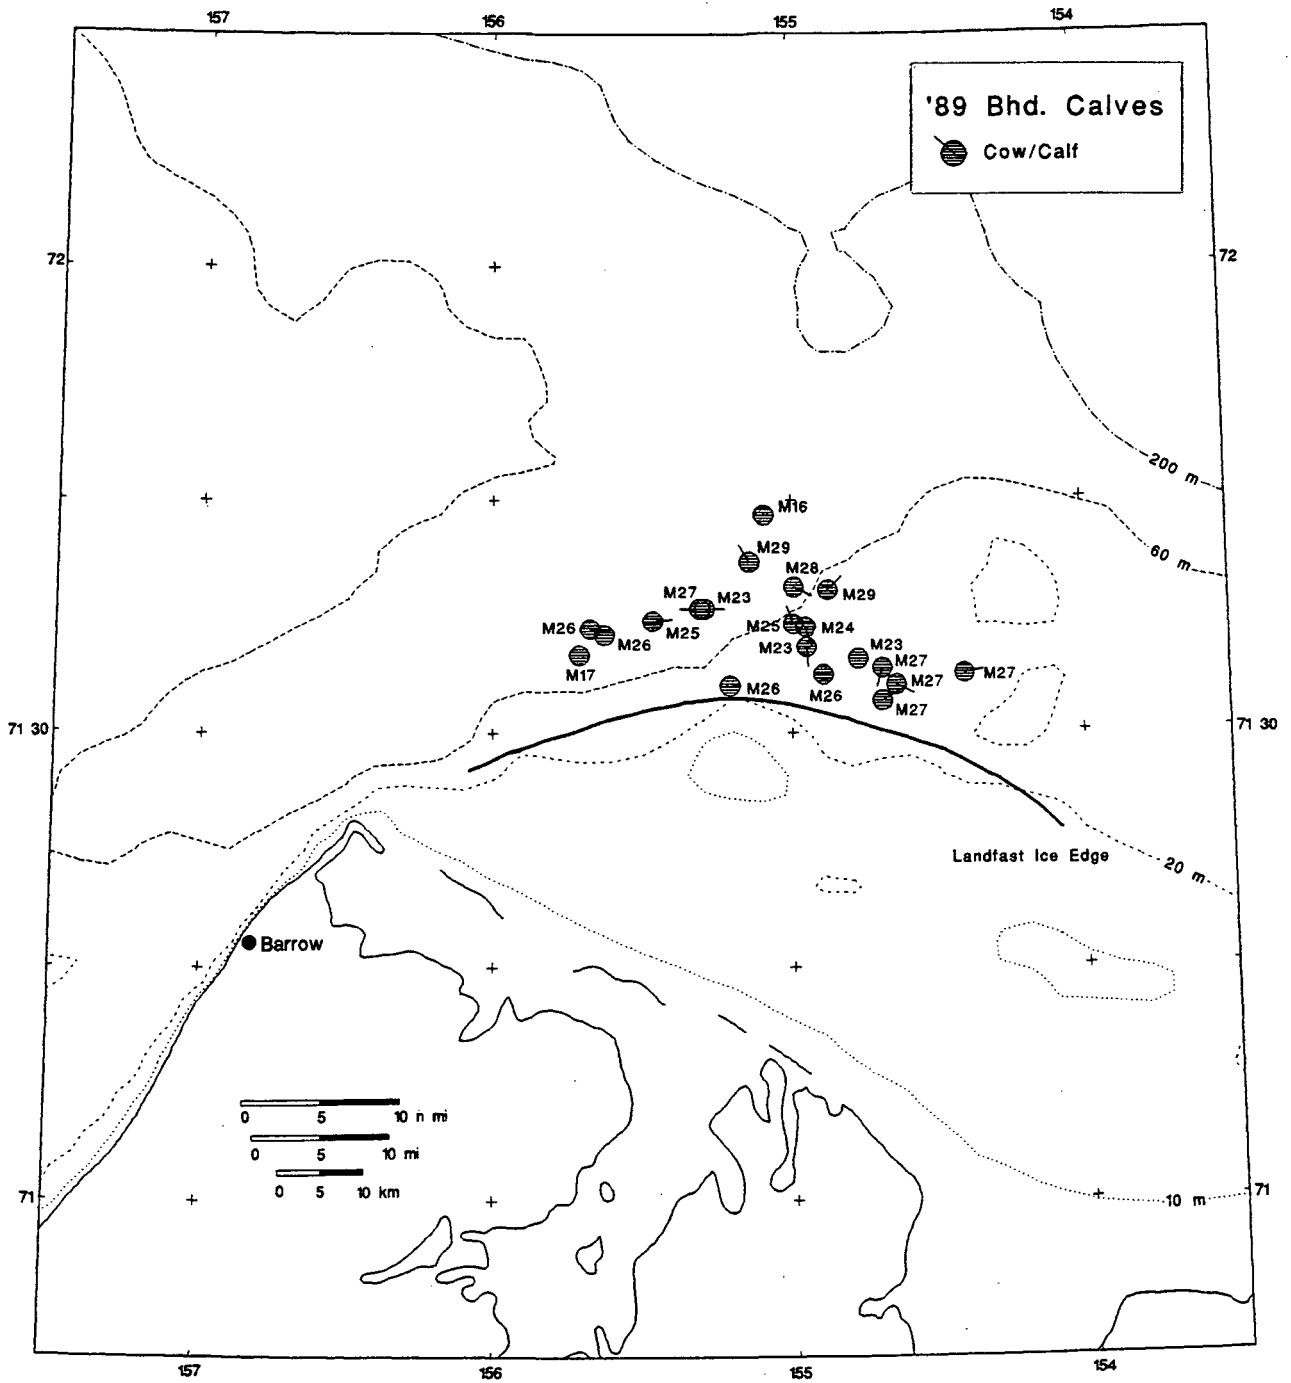 157 156 155 154
'89 Bhd. Calves
Cow/Calf
72 72
200 m
M16
60 m
M29
M28
M29
M27 M23
M26 M25 M25 M24
M26 M23 M23
M17 M27 M27
M26 M26 M27
M27
71 30 71 30
Landfast Ice Edge
20 m
Barrow
0 5 10 n mi
0 5 10 mi
0 5 10 km
71 10 m 71
157 156 155 154